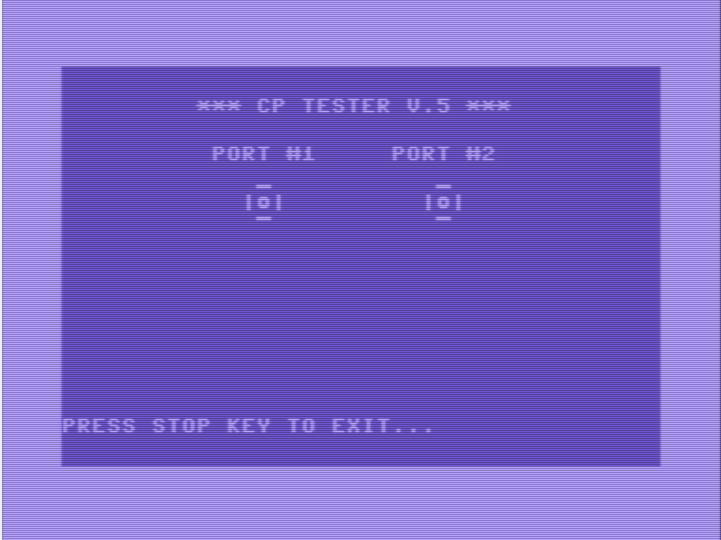 *** CP TESTER V.5 ***
PORT #1 PORT #2
PRESS STOP KEY TO EXIT...